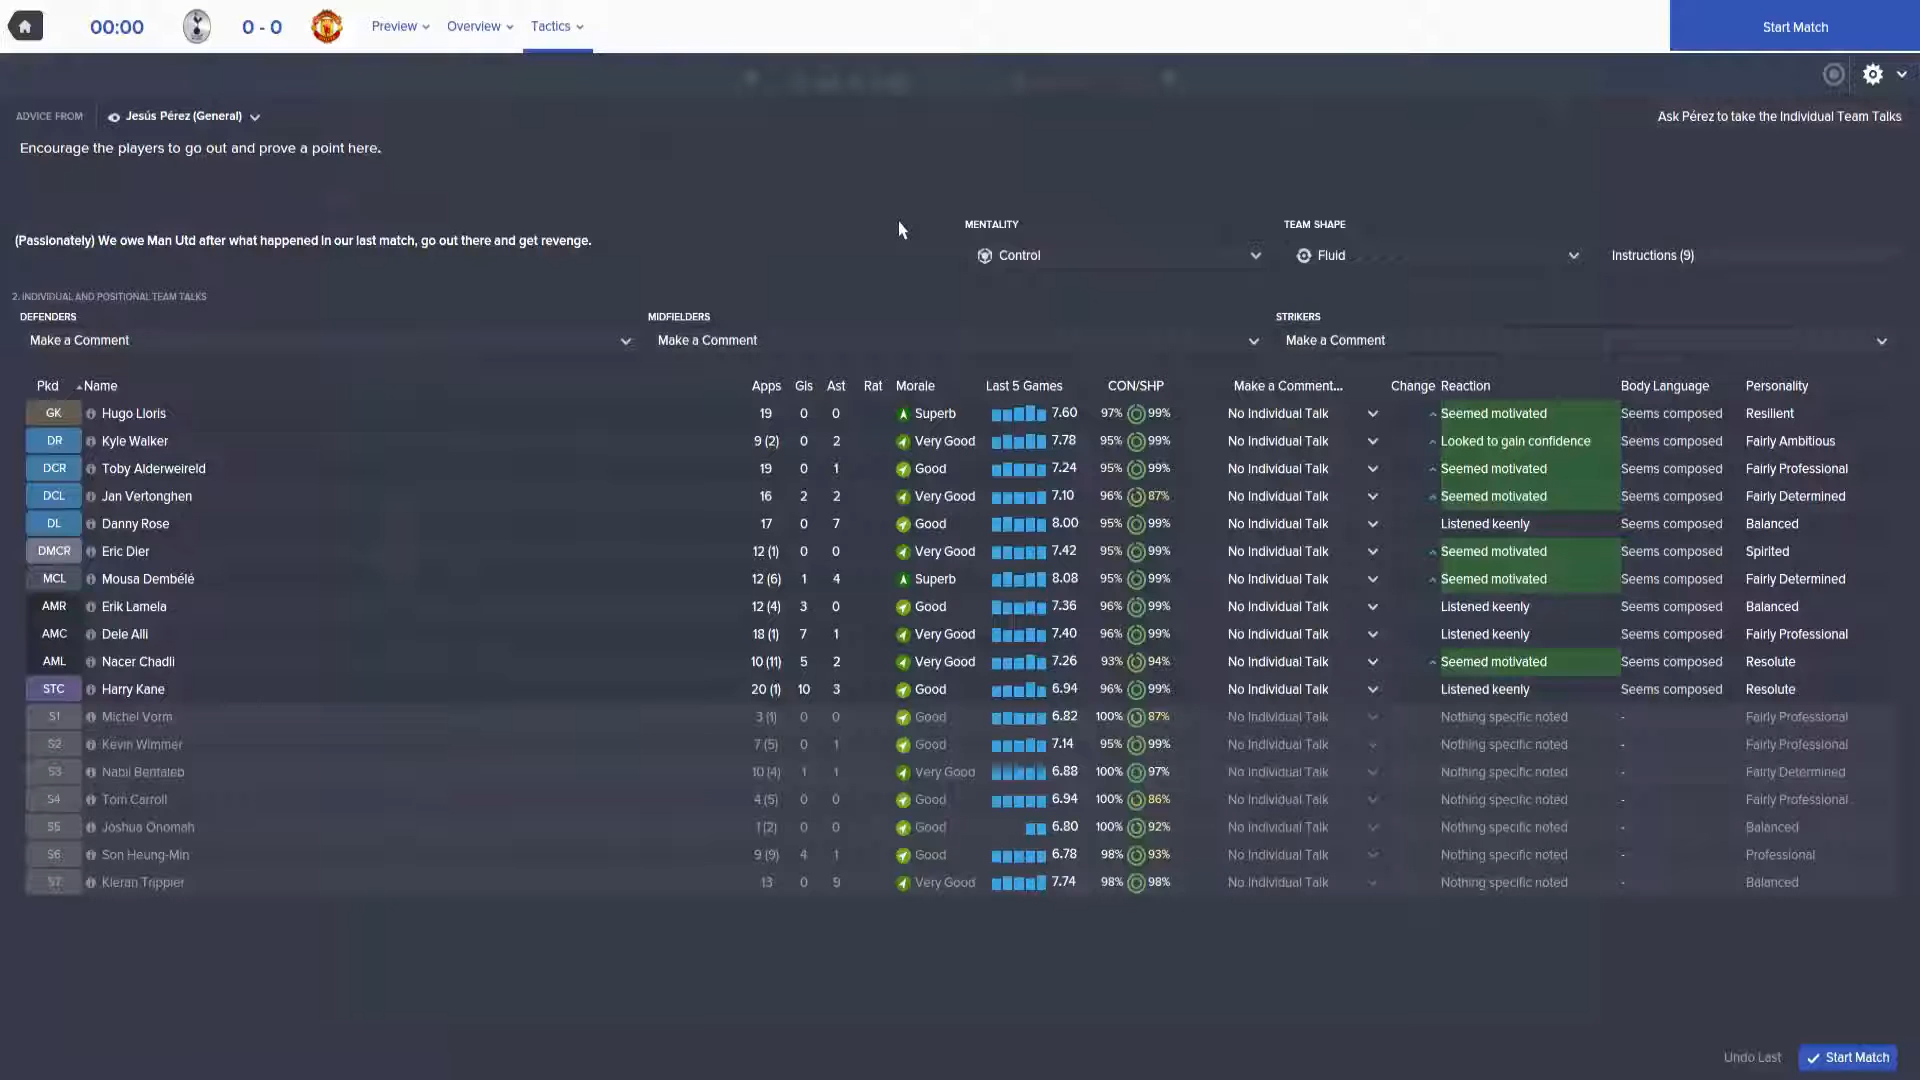 00:00 0 - 0 Preview Overview Tactics Start Match
ADVICE FROM Jesús Pérez (General) Ask Pérez to take the Individual Team Talks
Encourage the players to go out and prove a point here.
MENTALITY TEAM SHAPE
(Passionately) We owe Man Utd after what happened in our last match, go out there and get revenge.
Control Fluid Instructions (9)
2. INDIVIDUAL AND POSITIONAL TEAM TALKS
DEFENDERS MIDFIELDERS STRIKERS
Make a Comment Make a Comment Make a Comment
Pkd Name Apps Gls Ast Rat Morale Last 5 Games CON/SHP Make a Comment... Change Reaction Body Language Personality
GK Hugo Lloris 19 0 0 Superb 7.60 97% 99% No Individual Talk Seemed motivated Seems composed Resilient
DR Kyle Walker 9 (2) 0 2 Very Good 7.78 95% 99% No Individual Talk Looked to gain confidence Seems composed Fairly Ambitious
DCR Toby Alderweireld 19 0 1 Good 7.24 95% 99% No Individual Talk Seemed motivated Seems composed Fairly Professional
DCL Jan Vertonghen 16 2 2 Very Good 7.10 96% 87% No Individual Talk Seemed motivated Seems composed Fairly Determined
DL Danny Rose 17 0 7 Good 8.00 95% 99% No Individual Talk Listened keenly Seems composed Balanced
DMCR Eric Dier 12 (1) 0 0 Very Good 7.42 95% 99% No Individual Talk Seemed motivated Seems composed Spirited
MCL Mousa Dembélé 12 (6) 1 4 Superb 8.08 95% 99% No Individual Talk Seemed motivated Seems composed Fairly Determined
AMR Erik Lamela 12 (4) 3 0 Good 7.36 96% 99% No Individual Talk Listened keenly Seems composed Balanced
AMC Dele Alli 18 (1) 7 1 Very Good 7.40 96% 99% No Individual Talk Listened keenly Seems composed Fairly Professional
AML Nacer Chadli 10 (11) 5 2 Very Good 7.26 93% 94% No Individual Talk Seemed motivated Seems composed Resolute
STC Harry Kane 20 (1) 10 3 Good 6.94 96% 99% No Individual Talk Listened keenly Seems composed Resolute
S1 Michel Vorm 3 (1) 0 0 Good 6.82 100% 87% No Individual Talk Nothing specific noted - Fairly Professional
S2 Kevin Wimmer 7 (5) 0 1 Good 7.14 95% 99% No Individual Talk Nothing specific noted - Fairly Professional
S3 Nabil Bentaleb 10 (4) 1 1 Very Good 6.88 100% 97% No Individual Talk Nothing specific noted - Fairly Determined
S4 Tom Carroll 4 (5) 0 0 Good 6.94 100% 86% No Individual Talk Nothing specific noted - Fairly Professional
S5 Joshua Onomah 1 (2) 0 0 Good 6.80 100% 92% No Individual Talk Nothing specific noted - Balanced
S6 Son Heung-Min 9 (9) 4 1 Good 6.78 98% 93% No Individual Talk Nothing specific noted - Professional
S7 Kieran Trippier 13 0 9 Very Good 7.74 98% 98% No Individual Talk Nothing specific noted - Balanced
Undo Last Start Match